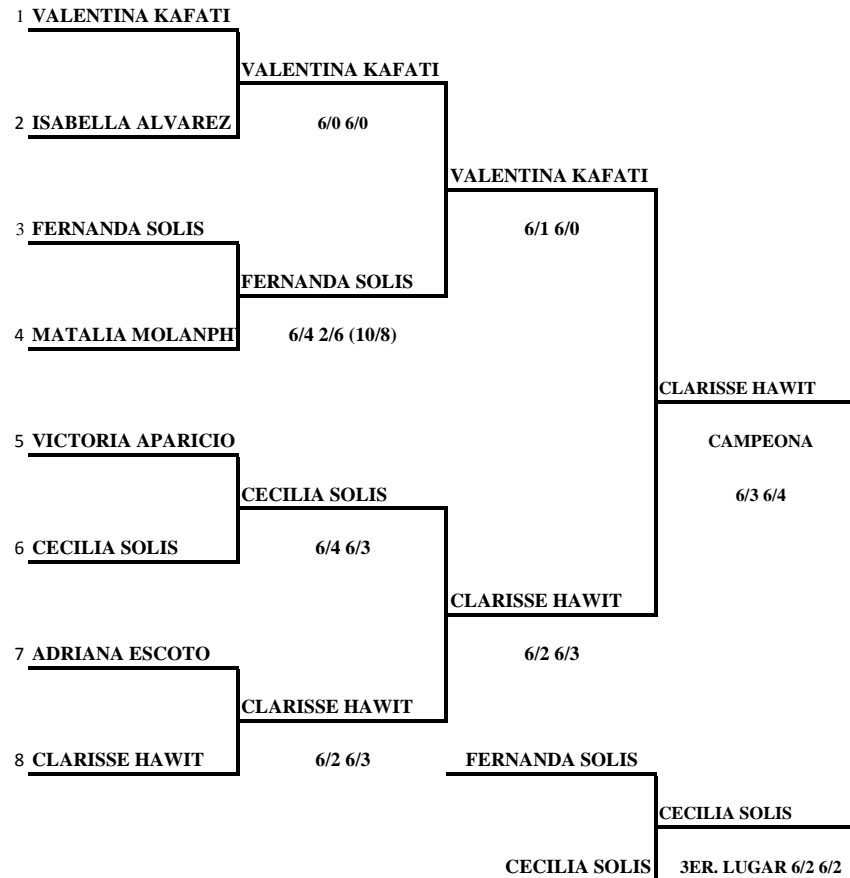 1 VALENTINA KAFATI
VALENTINA KAFATI
2 ISABELLA ALVAREZ 6/0 6/0
VALENTINA KAFATI
3 FERNANDA SOLIS 6/1 6/0
FERNANDA SOLIS
4 MATALIA MOLANPH 6/4 2/6 (10/8)
CLARISSE HAWIT
5 VICTORIA APARICIO CAMPEONA
CECILIA SOLIS 6/3 6/4
6 CECILIA SOLIS 6/4 6/3
CLARISSE HAWIT
7 ADRIANA ESCOTO 6/2 6/3
CLARISSE HAWIT
8 CLARISSE HAWIT 6/2 6/3 FERNANDA SOLIS
CECILIA SOLIS
CECILIA SOLIS 3ER. LUGAR 6/2 6/2